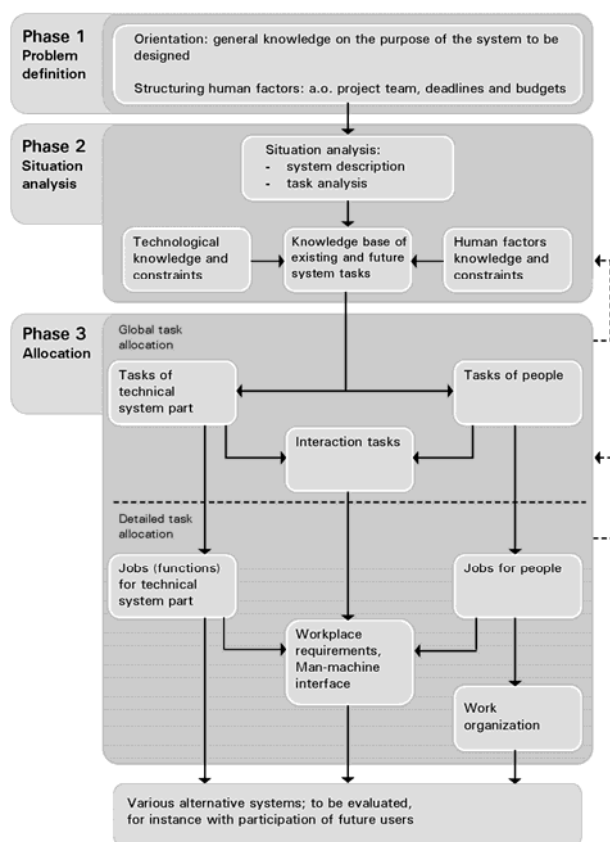 Phase 1
Problem
definition
Orientation: general knowledge on the purpose of the system to be
designed
Structuring human factors: a.o. project team, deadlines and budgets
Phase 2
Situation
analysis
Situation analysis:
- system description
- task analysis
Technological
knowledge and
constraints
Knowledge base of
existing and future
system tasks
Human factors
knowledge and
constraints
Phase 3
Allocation
Global task
allocation
Tasks of
technical
system part
Tasks of people
Interaction tasks
Detailed task
allocation
Jobs (functions)
for technical
system part
Jobs for people
Workplace
requirements,
Man-machine
interface
Work
organization
Various alternative systems; to be evaluated,
for instance with participation of future users